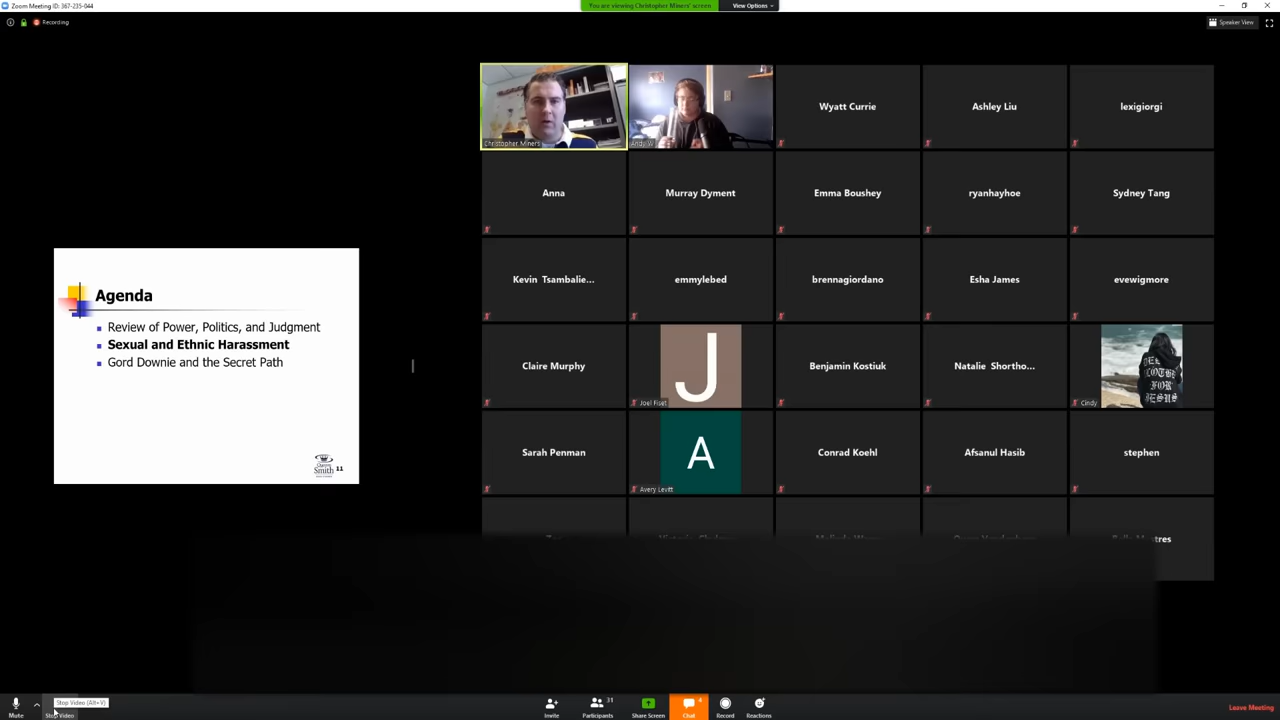 Zoom Meeting ID: 367-235-044
You are viewing Christopher Miners' screen
View Options
Recording
Speaker View
Christopher Miners
Andy W
Wyatt Currie
Ashley Liu
lexigiorgi
Anna
Murray Dyment
Emma Boushey
ryanhayhoe
Sydney Tang
Kevin Tsambalie...
emmylebed
brennagiordano
Esha James
evewigmore
Claire Murphy
J
Joel Fiset
Benjamin Kostiuk
Natalie Shortho...
Cindy
Sarah Penman
A
Avery Levitt
Conrad Koehl
Afsanul Hasib
stephen
Agenda
Review of Power, Politics, and Judgment
Sexual and Ethnic Harassment
Gord Downie and the Secret Path
Smith
11
Stop Video (Alt+V)
Mute
Stop Video
Invite
Participants
31
Share Screen
Chat
Record
Reactions
Leave Meeting